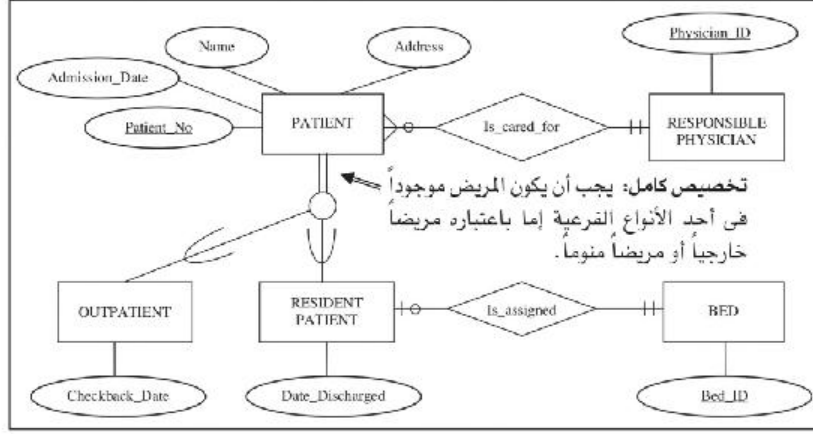 Name
Address
Physician_ID
Admission_Date
Patient_No
PATIENT
Is_cared_for
RESPONSIBLE
PHYSICIAN
تخصيص كامل: يجب أن يكون المريض موجوداً
فى أحد الأنواع الفرعية إما باعتباره مريضاً
خارجياً أو مريضاً منوماً.
OUTPATIENT
RESIDENT
PATIENT
Is_assigned
BED
Checkback_Date
Date_Discharged
Bed_ID